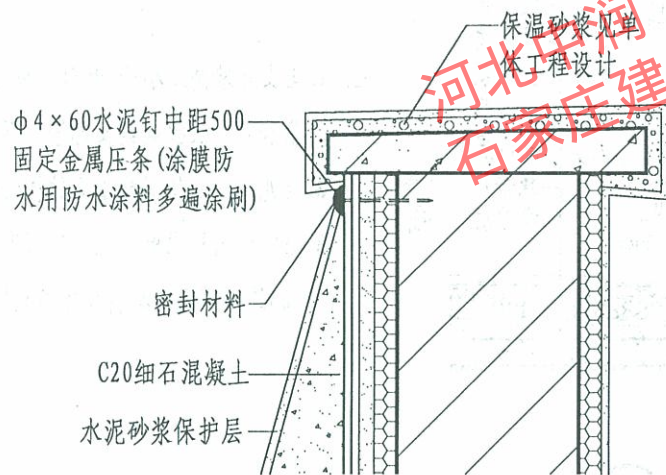 保温砂浆见单
体工程设计
河北中润
石家庄建
ф4×60水泥钉中距500
固定金属压条(涂膜防
水用防水涂料多遍涂刷)
密封材料
C20细石混凝土
水泥砂浆保护层